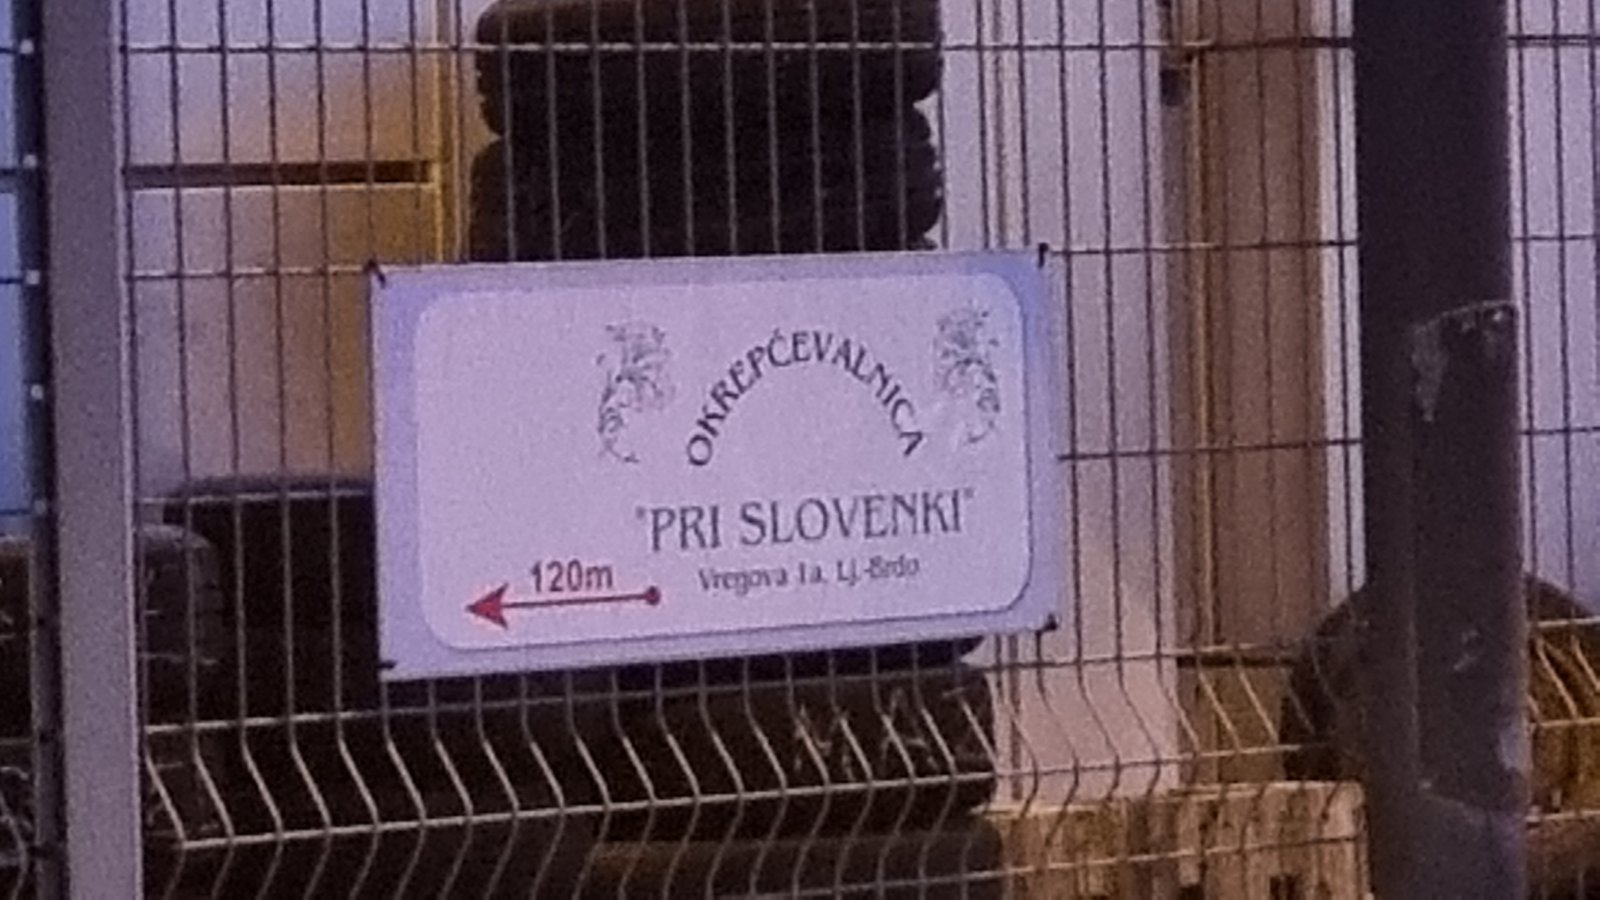 OKREPČEVALNICA
"PRI SLOVENKI"
Vregova 1a, Lj.-Brdo
120m